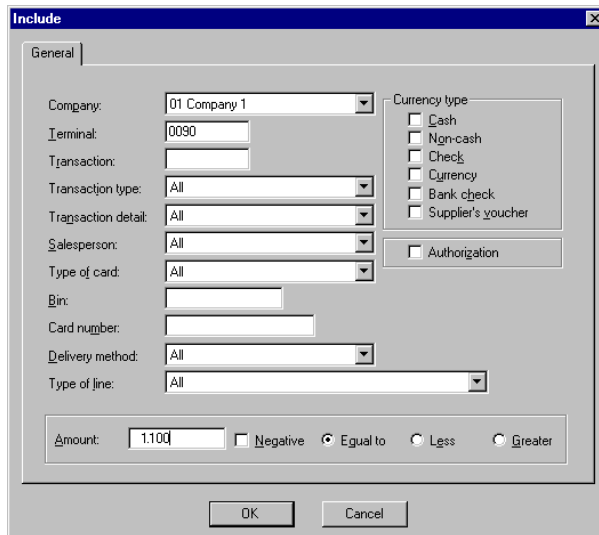 Include
General
Company: 01 Company 1
Terminal: 0090
Transaction:
Transaction type: All
Transaction detail: All
Salesperson: All
Type of card: All
Bin:
Card number:
Delivery method: All
Type of line: All
Currency type
Cash
Non-cash
Check
Currency
Bank check
Supplier's voucher
Authorization
Amount: 1.100 Negative Equal to Less Greater
OK Cancel